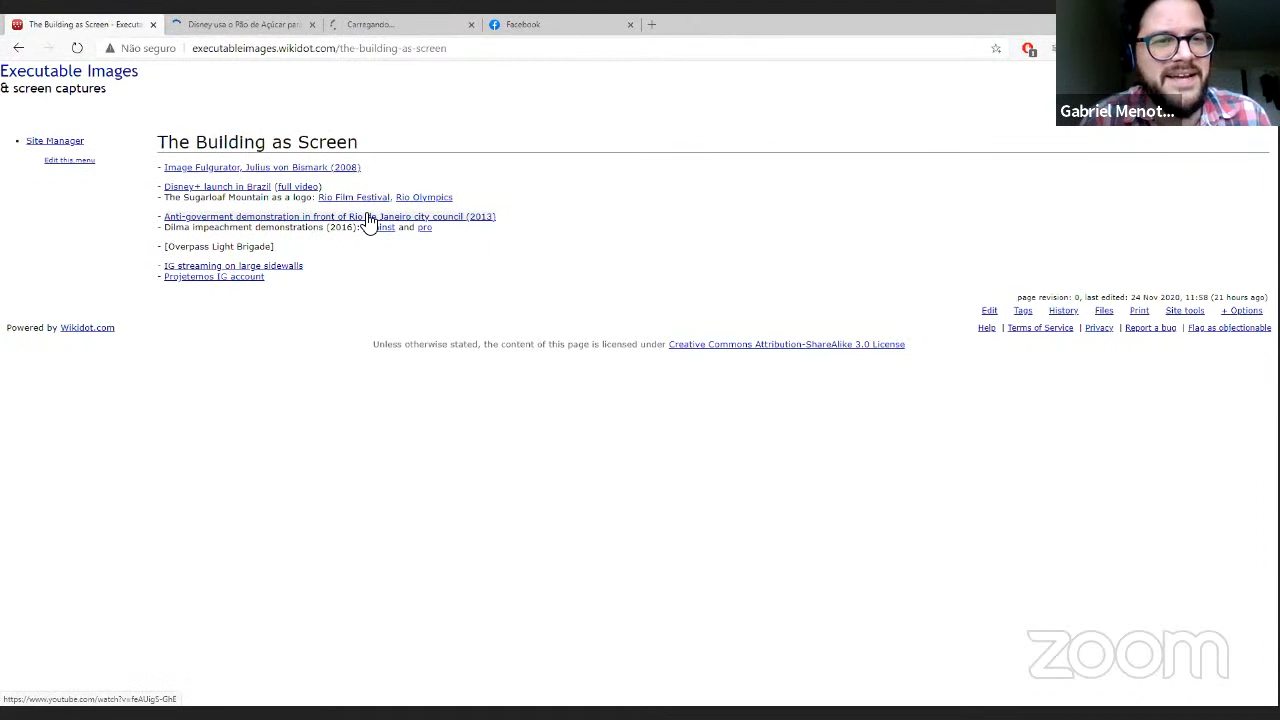 The Building as Screen - Executa
Disney usa o Pão de Açúcar par
Carregando...
Facebook
Não seguro
executableimages.wikidot.com/the-building-as-screen
Gabriel Menot...
Executable Images
& screen captures
Site Manager
Edit this menu
The Building as Screen
- Image Fulgurator, Julius von Bismark (2008)
- Disney+ launch in Brazil (full video)
- The Sugarloaf Mountain as a logo: Rio Film Festival, Rio Olympics
- Anti-goverment demonstration in front of Rio de Janeiro city council (2013)
- Dilma impeachment demonstrations (2016): against and pro
- [Overpass Light Brigade]
- IG streaming on large sidewalls
- Projetemos IG account
page revision: 0, last edited: 24 Nov 2020, 11:58 (21 hours ago)
Edit Tags History Files Print Site tools + Options
Powered by Wikidot.com
Help | Terms of Service | Privacy | Report a bug | Flag as objectionable
Unless otherwise stated, the content of this page is licensed under Creative Commons Attribution-ShareAlike 3.0 License
zoom